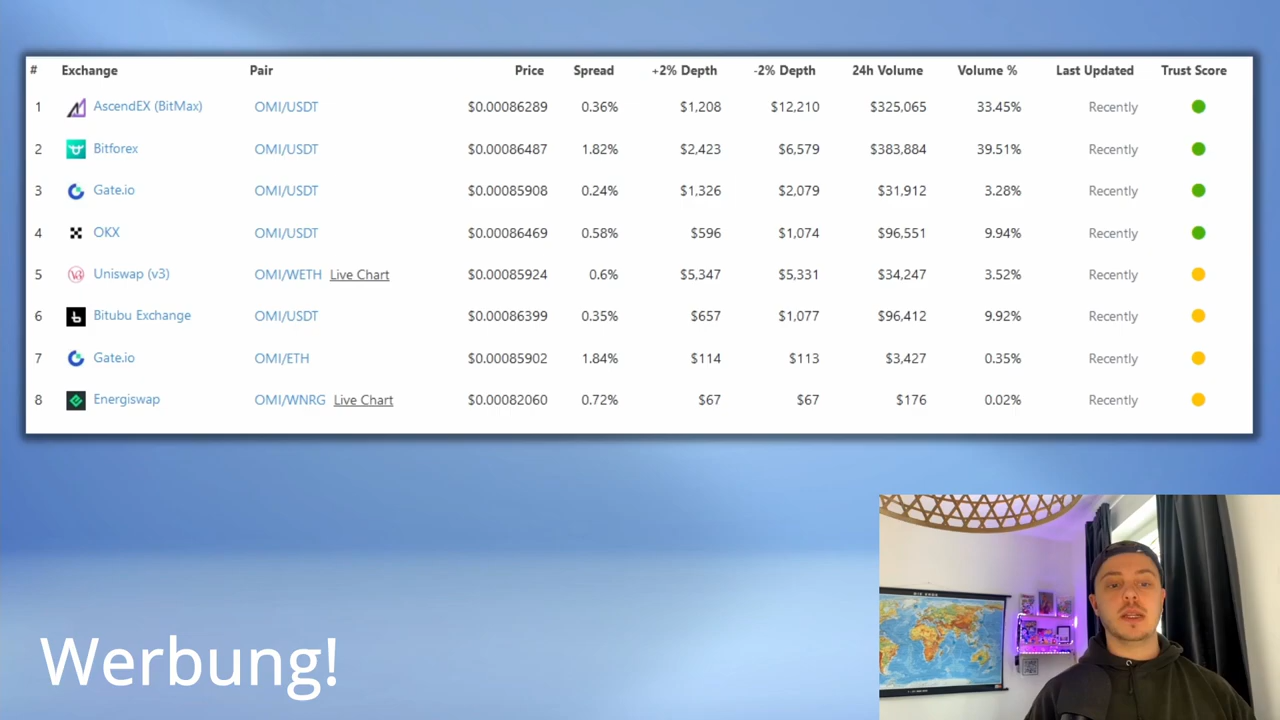 # Exchange Pair Price Spread +2% Depth -2% Depth 24h Volume Volume % Last Updated Trust Score
1 AscendEX (BitMax) OMI/USDT $0.00086289 0.36% $1,208 $12,210 $325,065 33.45% Recently
2 Bitforex OMI/USDT $0.00086487 1.82% $2,423 $6,579 $383,884 39.51% Recently
3 Gate.io OMI/USDT $0.00085908 0.24% $1,326 $2,079 $31,912 3.28% Recently
4 OKX OMI/USDT $0.00086469 0.58% $596 $1,074 $96,551 9.94% Recently
5 Uniswap (v3) OMI/WETH Live Chart $0.00085924 0.6% $5,347 $5,331 $34,247 3.52% Recently
6 Bitubu Exchange OMI/USDT $0.00086399 0.35% $657 $1,077 $96,412 9.92% Recently
7 Gate.io OMI/ETH $0.00085902 1.84% $114 $113 $3,427 0.35% Recently
8 Energiswap OMI/WNRG Live Chart $0.00082060 0.72% $67 $67 $176 0.02% Recently
Werbung!